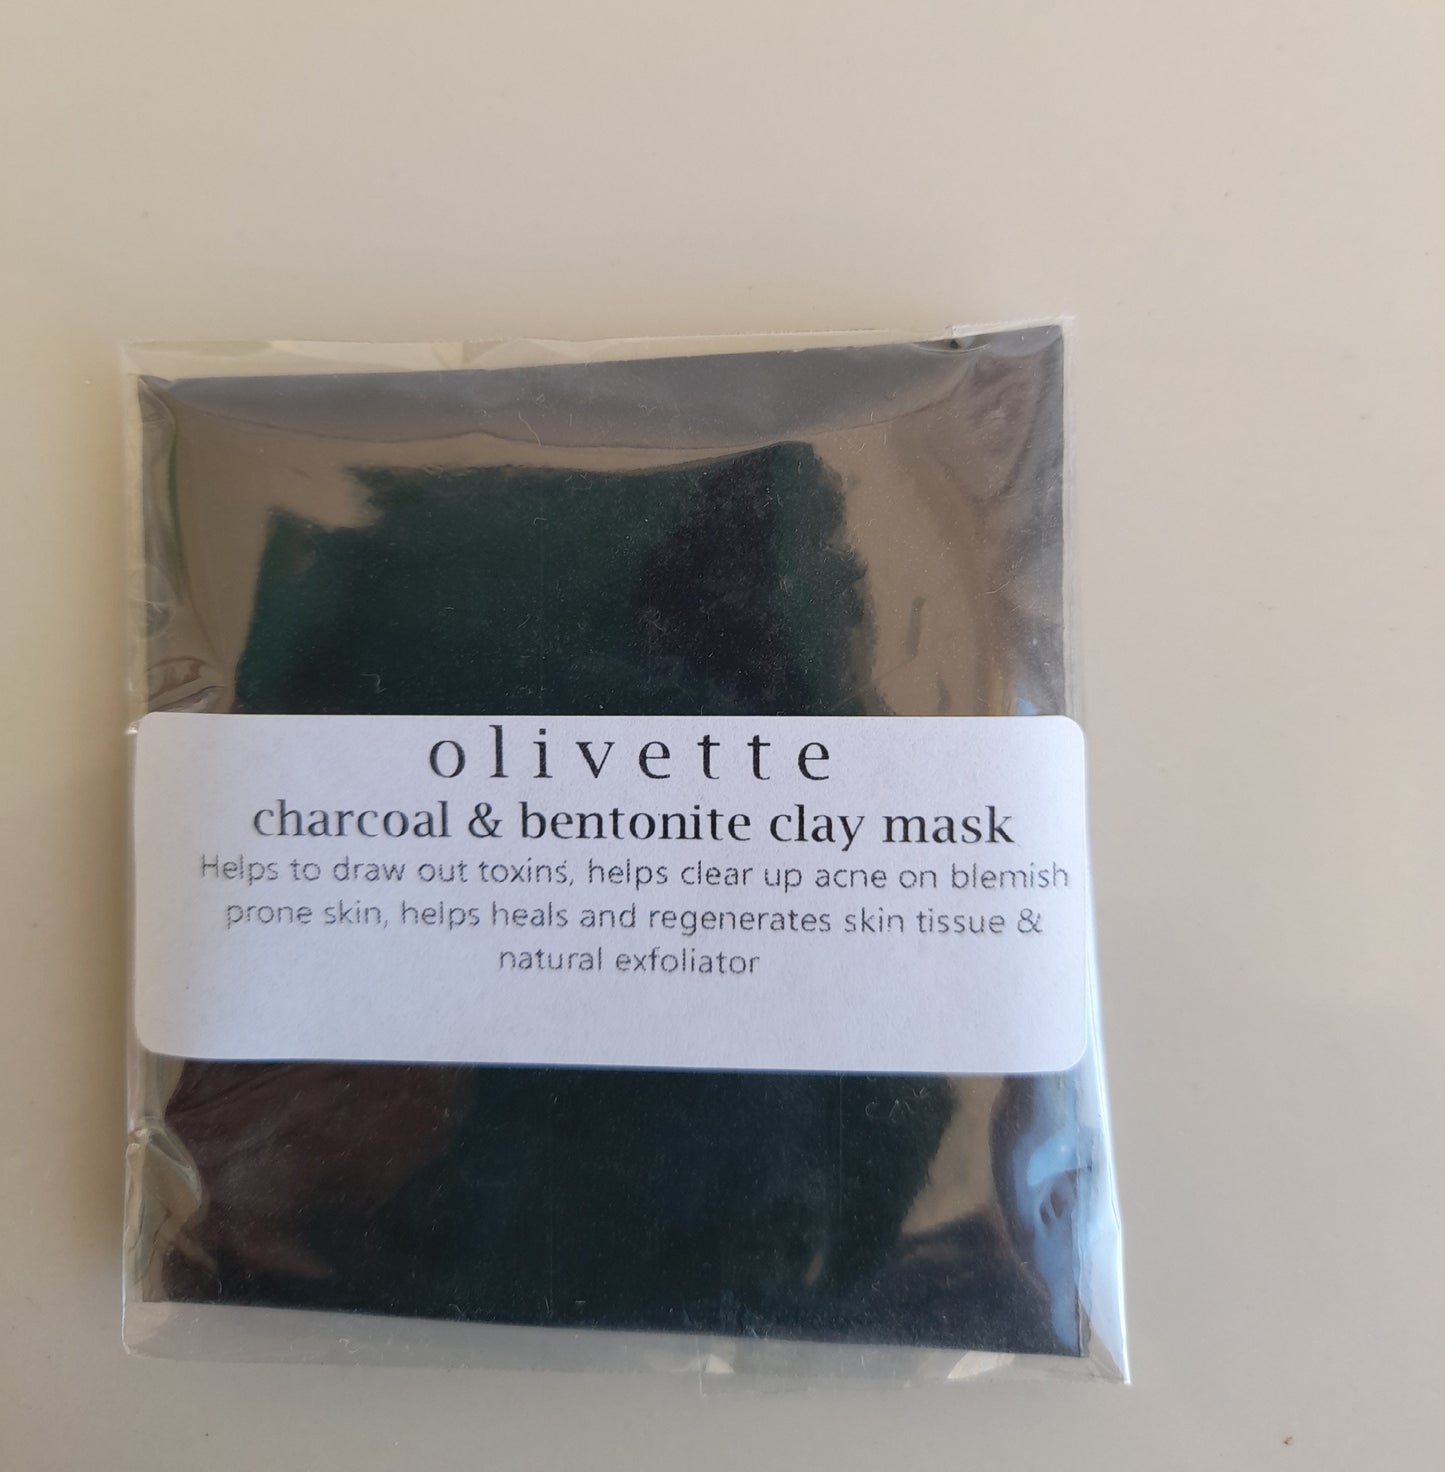 olivette
charcoal & bentonite clay mask
Helps to draw out toxins, helps clear up acne on blemish
prone skin, helps heals and regenerates skin tissue &
natural exfoliator